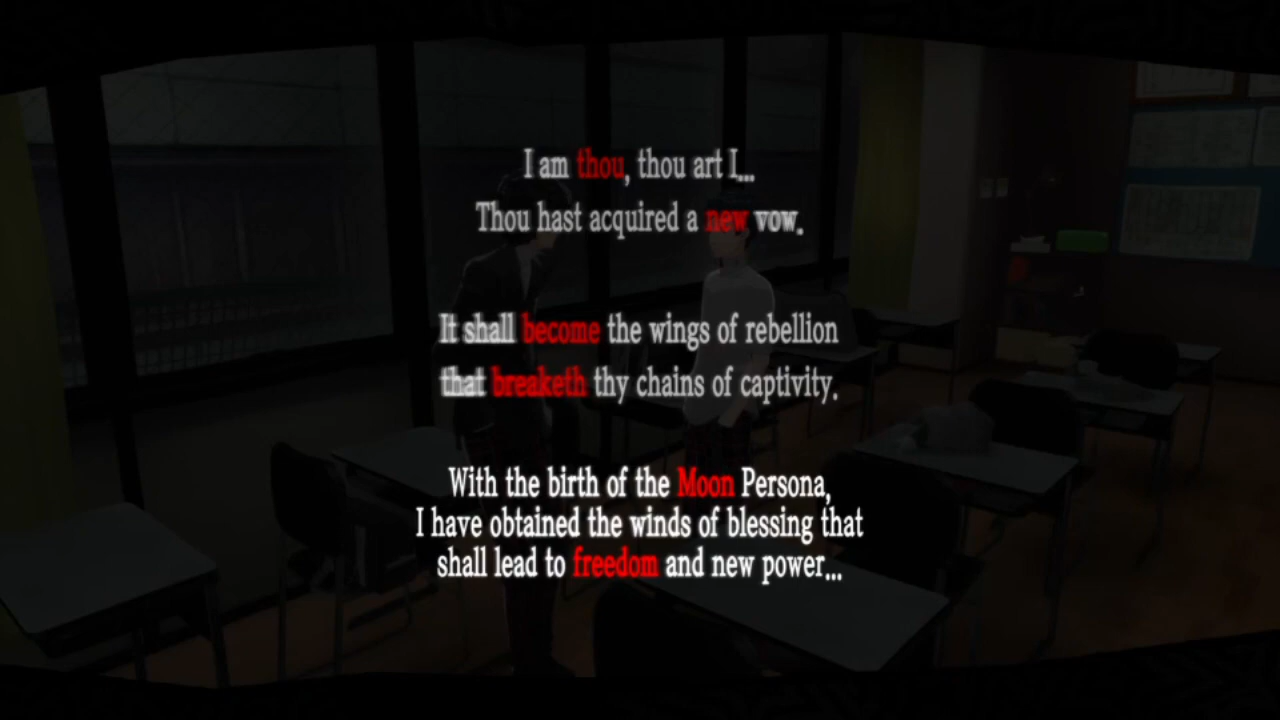 I am thou, thou art I...
Thou hast acquired a new vow.
It shall become the wings of rebellion
that breaketh thy chains of captivity.
With the birth of the Moon Persona,
I have obtained the winds of blessing that
shall lead to freedom and new power...